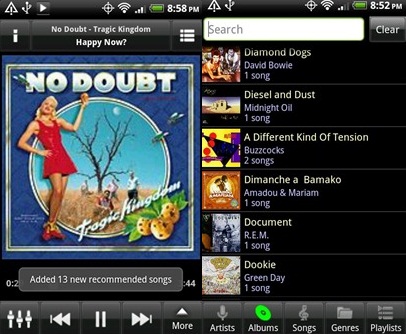 8:58 PM
No Doubt - Tragic Kingdom
Happy Now?
NO DOUBT
Tragic Kingdom
Added 13 new recommended songs
0:2
:44
More
8:52 PM
Search
Clear
Diamond Dogs
David Bowie
1 song
Diesel and Dust
Midnight Oil
1 song
A Different Kind Of Tension
Buzzcocks
2 songs
Dimanche a Bamako
Amadou & Mariam
1 song
Document
R.E.M.
1 song
Dookie
Green Day
1 song
Artists
Albums
Songs
Genres
Playlists